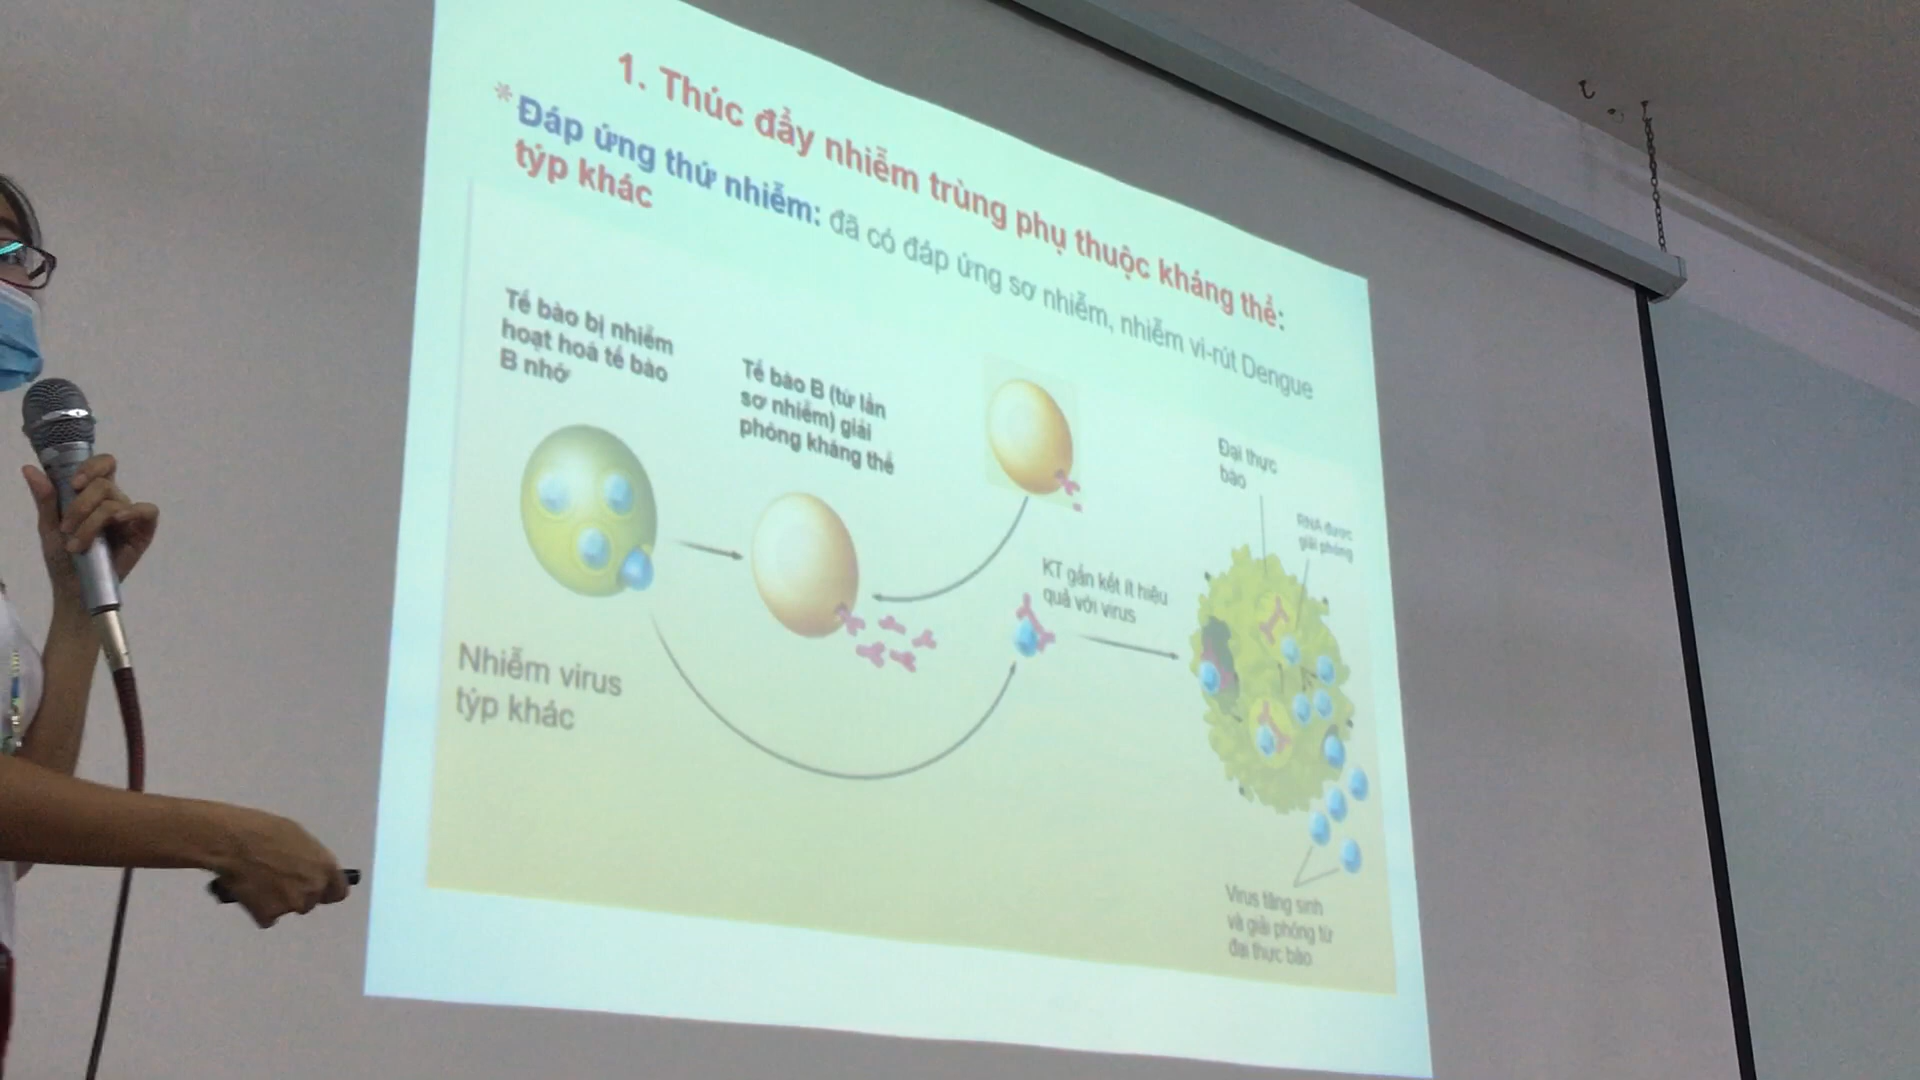 1. Thúc đẩy nhiễm trùng phụ thuộc kháng thể:
* Đáp ứng thứ nhiễm: đã có đáp ứng sơ nhiễm, nhiễm vi-rút Dengue
týp khác
Tế bào bị nhiễm
hoạt hoá tế bào
B nhớ
Tế bào B (từ lần
sơ nhiễm) giải
phóng kháng thể
Đại thực
bào
RNA được
giải phóng
KT gắn kết ít hiệu
quả với virus
Nhiễm virus
týp khác
Virus tăng sinh
và giải phóng từ
đại thực bào